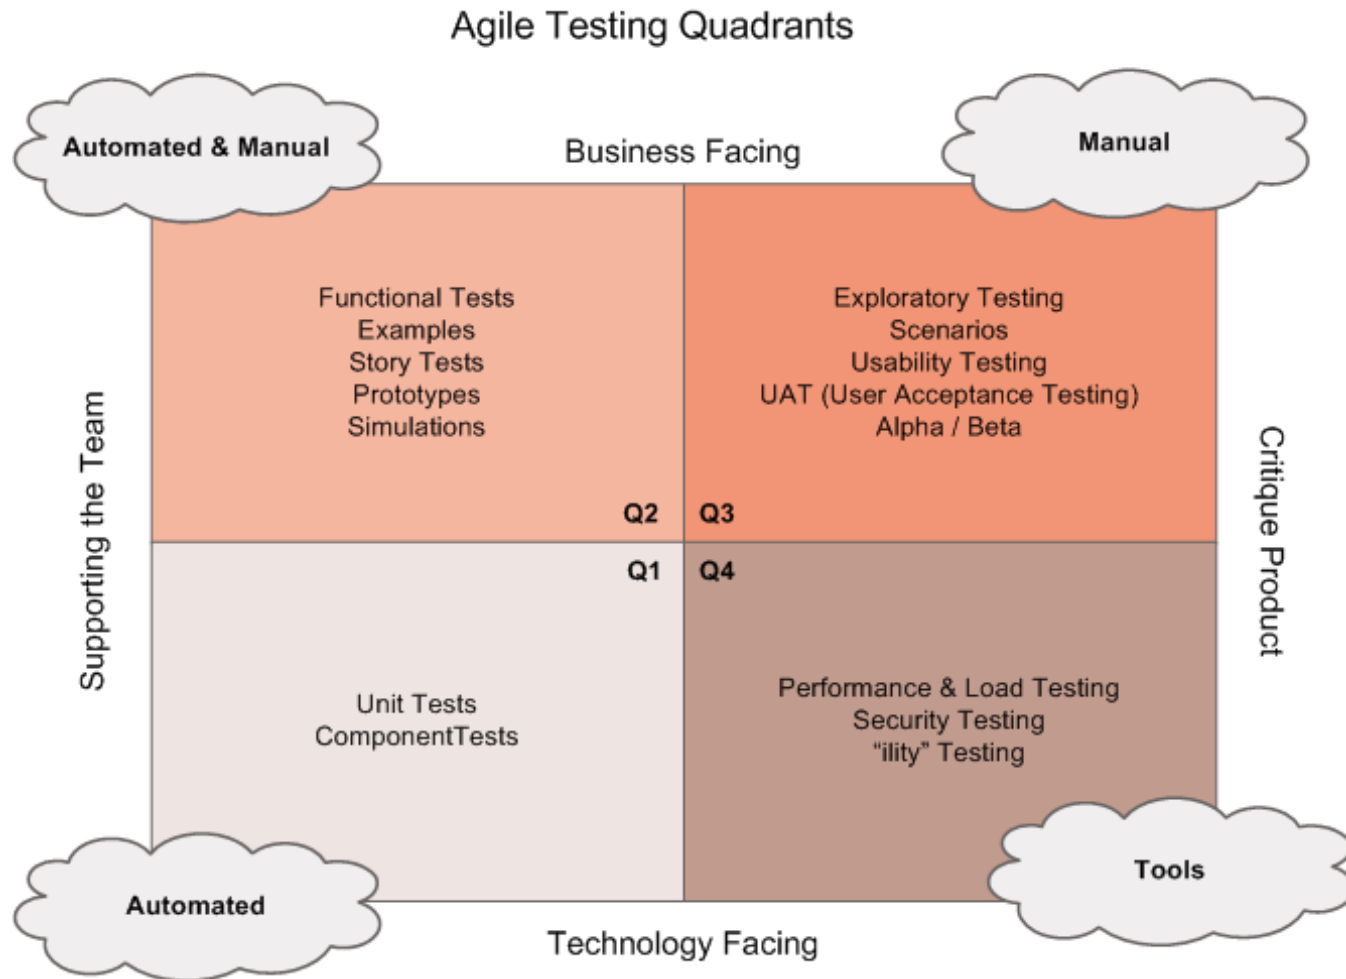 Agile Testing Quadrants
Automated & Manual
Business Facing
Manual
Functional Tests
Examples
Story Tests
Prototypes
Simulations
Exploratory Testing
Scenarios
Usability Testing
UAT (User Acceptance Testing)
Alpha / Beta
Supporting the Team
Critique Product
Q2
Q3
Q1
Q4
Unit Tests
ComponentTests
Performance & Load Testing
Security Testing
“ility” Testing
Automated
Technology Facing
Tools